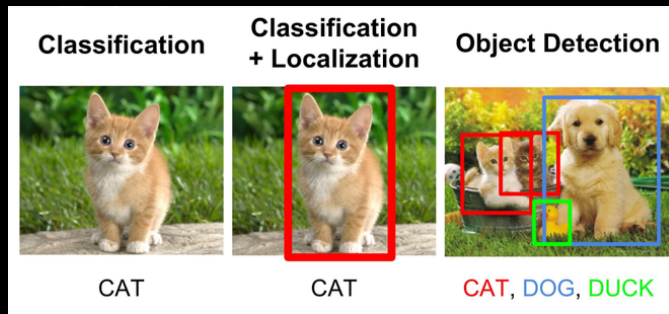 Classification
Classification
+ Localization
Object Detection
CAT
CAT
CAT, DOG, DUCK